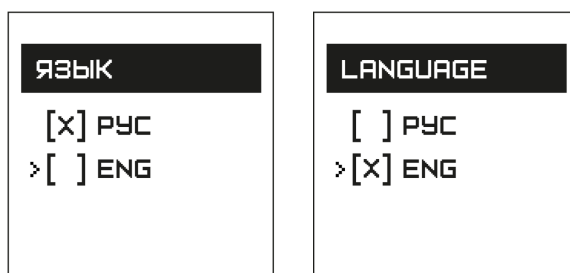 ЯЗЫК
[X] РУС
>[ ] ENG
LANGUAGE
[ ] РУС
>[X] ENG